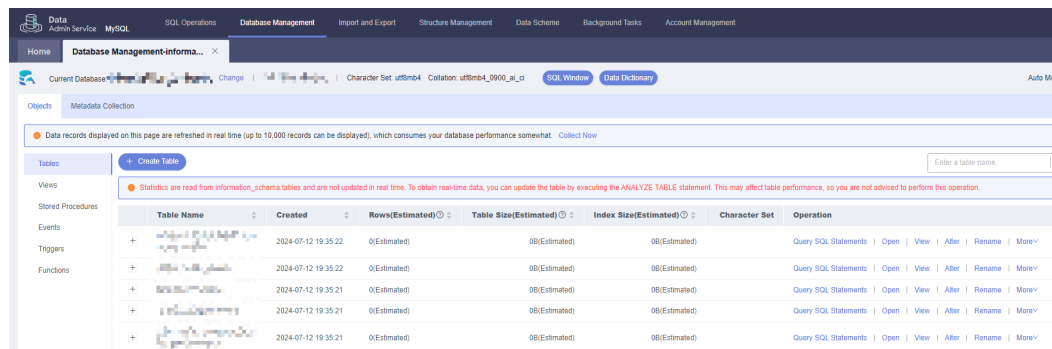 Data
Admin Service MySQL
SQL Operations Database Management Import and Export Structure Management Data Scheme Background Tasks Account Management
Home Database Management-informa... ×
Current Database: Change | | Character Set: utf8mb4 Collation: utf8mb4_0900_ai_ci SQL Window Data Dictionary Auto Mo
Objects Metadata Collection
Data records displayed on this page are refreshed in real time (up to 10,000 records can be displayed), which consumes your database performance somewhat. Collect Now
Tables + Create Table Enter a table name.
Views
Statistics are read from information_schema.tables and are not updated in real time. To obtain real-time data, you can update the table by executing the ANALYZE TABLE statement. This may affect table performance, so you are not advised to perform this operation.
Stored Procedures
Events
Triggers
Functions
Table Name Created Rows(Estimated) Table Size(Estimated) Index Size(Estimated) Character Set Operation
+ 2024-07-12 19:35:22 0(Estimated) 0B(Estimated) 0B(Estimated) Query SQL Statements | Open | View | Alter | Rename | More
+ 2024-07-12 19:35:22 0(Estimated) 0B(Estimated) 0B(Estimated) Query SQL Statements | Open | View | Alter | Rename | More
+ 2024-07-12 19:35:21 0(Estimated) 0B(Estimated) 0B(Estimated) Query SQL Statements | Open | View | Alter | Rename | More
+ 2024-07-12 19:35:21 0(Estimated) 0B(Estimated) 0B(Estimated) Query SQL Statements | Open | View | Alter | Rename | More
+ 2024-07-12 19:35:21 0(Estimated) 0B(Estimated) 0B(Estimated) Query SQL Statements | Open | View | Alter | Rename | More